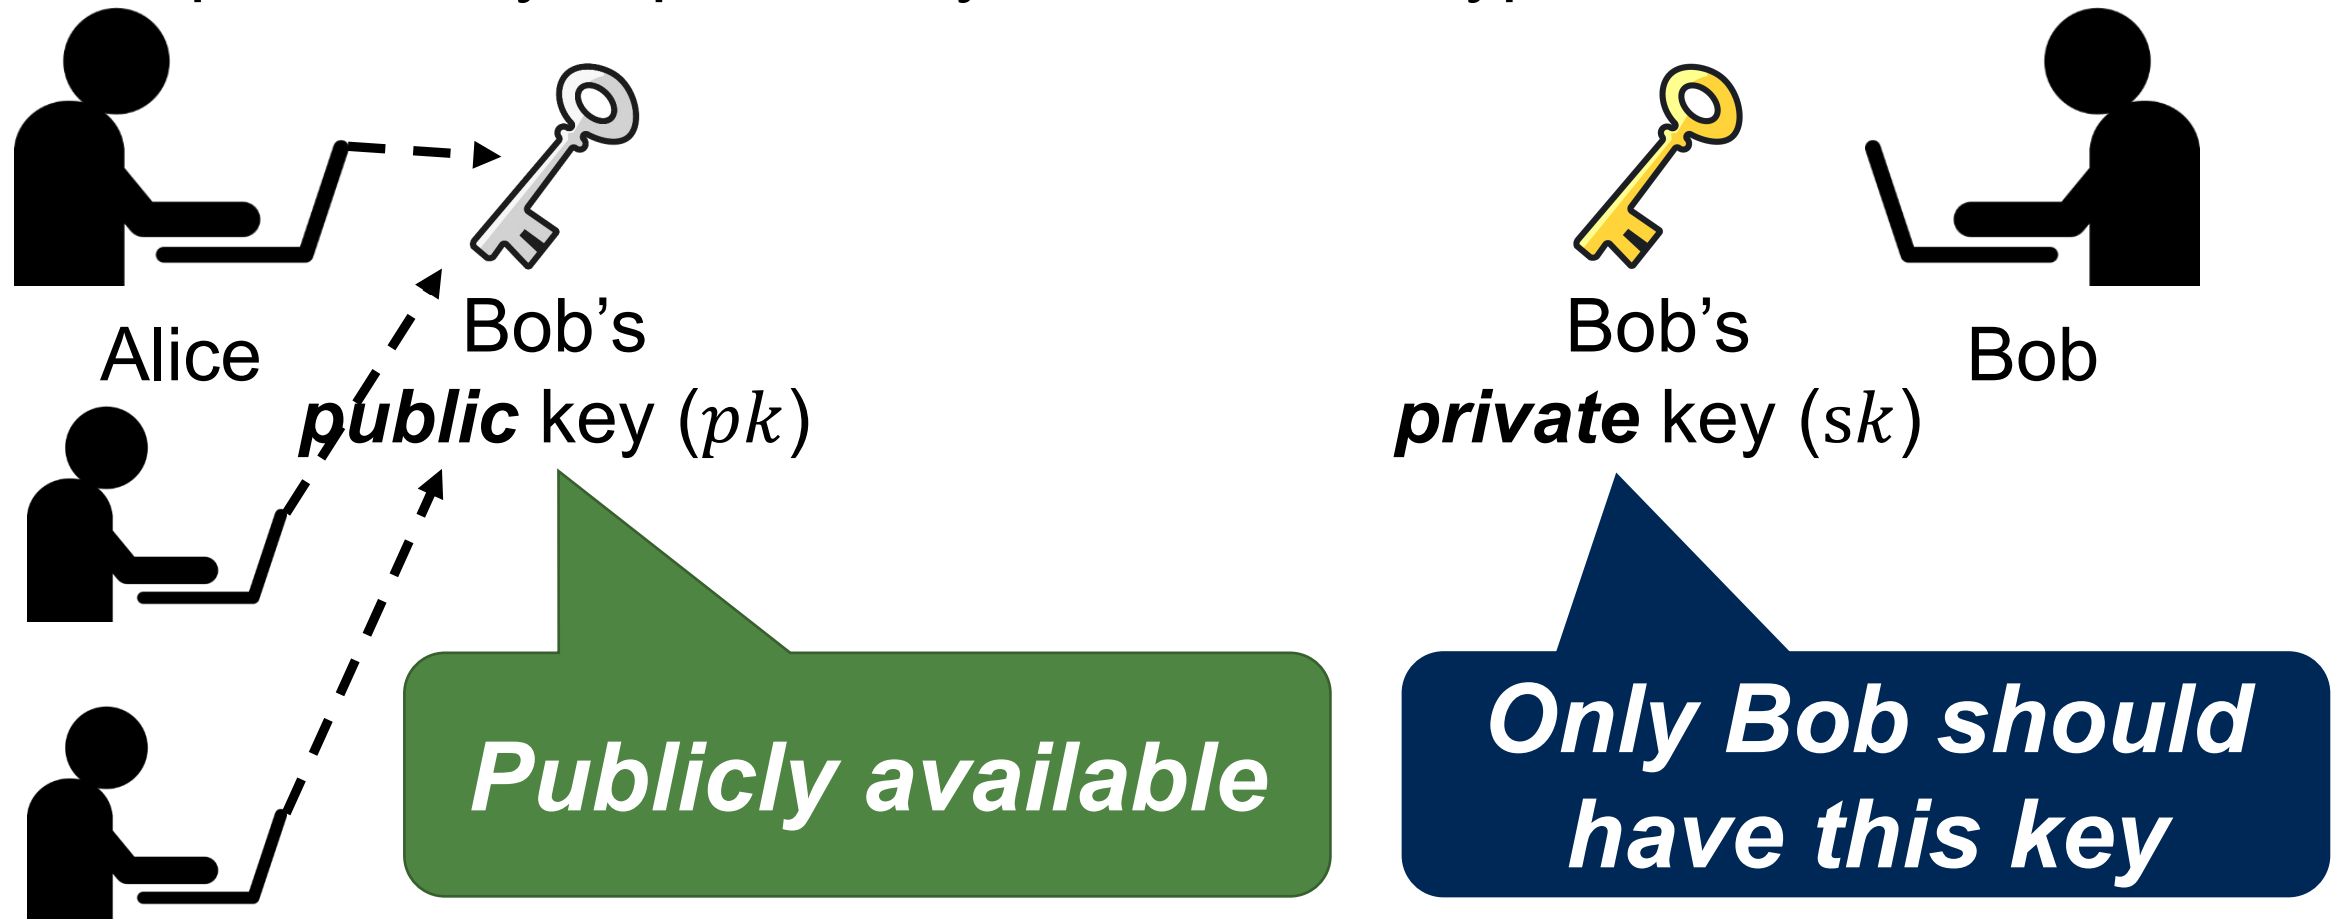 Alice
Bob's
public key (pk)
Bob's
private key (sk)
Bob
Publicly available
Only Bob should
have this key